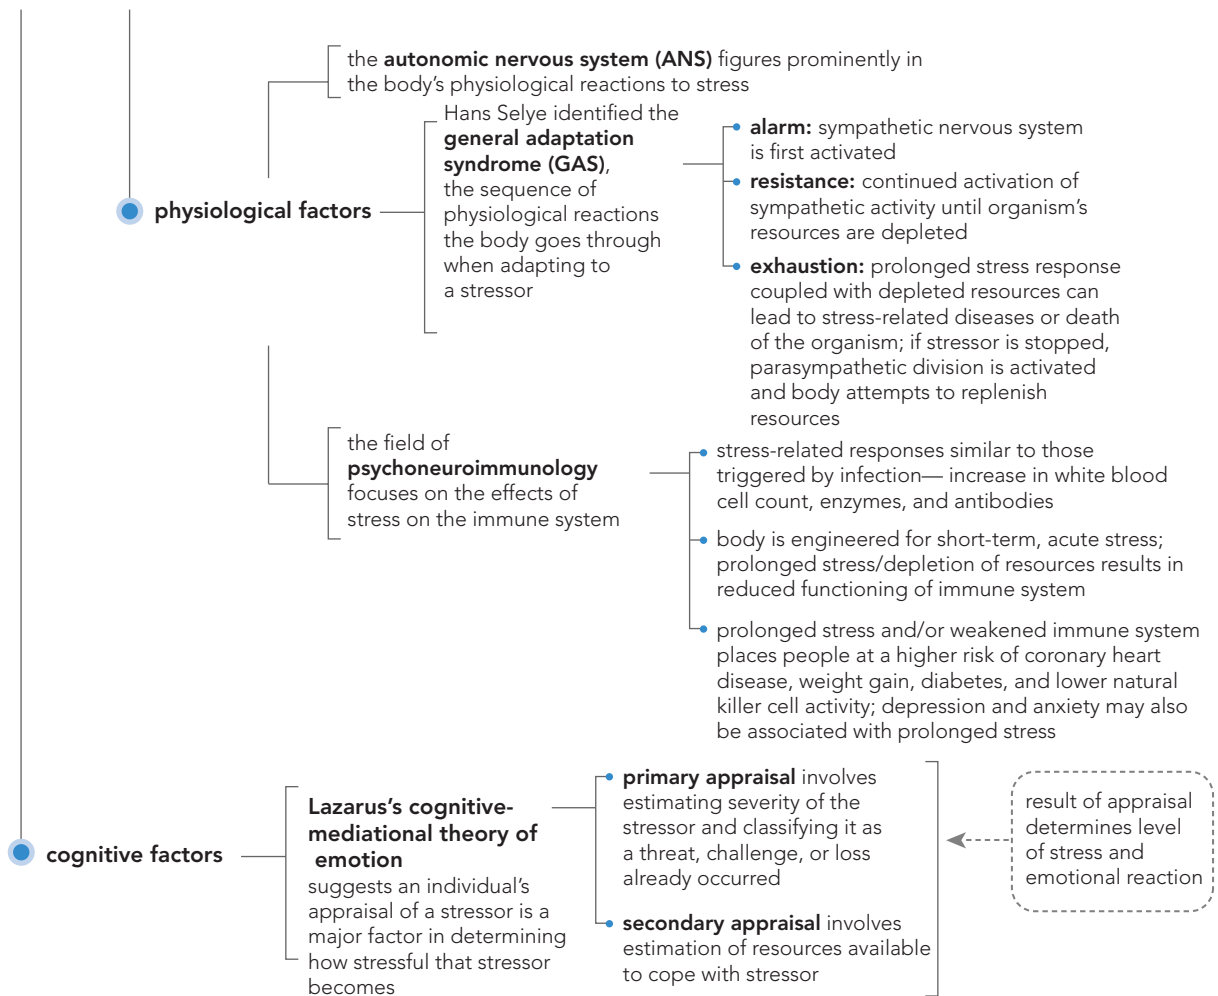 the autonomic nervous system (ANS) figures prominently in
the body's physiological reactions to stress
physiological factors
Hans Selye identified the
general adaptation
syndrome (GAS),
the sequence of
physiological reactions
the body goes through
when adapting to
a stressor
alarm: sympathetic nervous system
is first activated
resistance: continued activation of
sympathetic activity until organism's
resources are depleted
exhaustion: prolonged stress response
coupled with depleted resources can
lead to stress-related diseases or death
of the organism; if stressor is stopped,
parasympathetic division is activated
and body attempts to replenish
resources
the field of
psychoneuroimmunology
focuses on the effects of
stress on the immune system
stress-related responses similar to those
triggered by infection— increase in white blood
cell count, enzymes, and antibodies
body is engineered for short-term, acute stress;
prolonged stress/depletion of resources results in
reduced functioning of immune system
prolonged stress and/or weakened immune system
places people at a higher risk of coronary heart
disease, weight gain, diabetes, and lower natural
killer cell activity; depression and anxiety may also
be associated with prolonged stress
cognitive factors
Lazarus's cognitive-
mediational theory of
emotion
suggests an individual's
appraisal of a stressor is a
major factor in determining
how stressful that stressor
becomes
primary appraisal involves
estimating severity of the
stressor and classifying it as
a threat, challenge, or loss
already occurred
secondary appraisal involves
estimation of resources available
to cope with stressor
result of appraisal
determines level
of stress and
emotional reaction